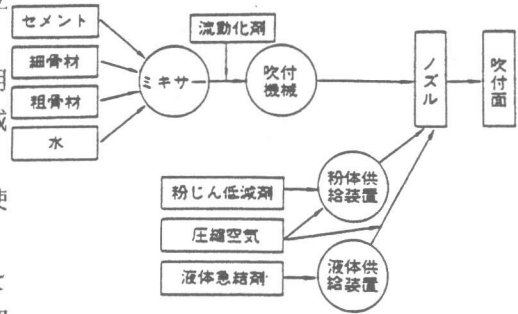 セメント
細骨材
粗骨材
水
ミキサー
流動化剤
吹付
機械
ノズル
吹付面
粉じん低減剤
圧縮空気
液体急結剤
粉体供
給装置
液体供
給装置